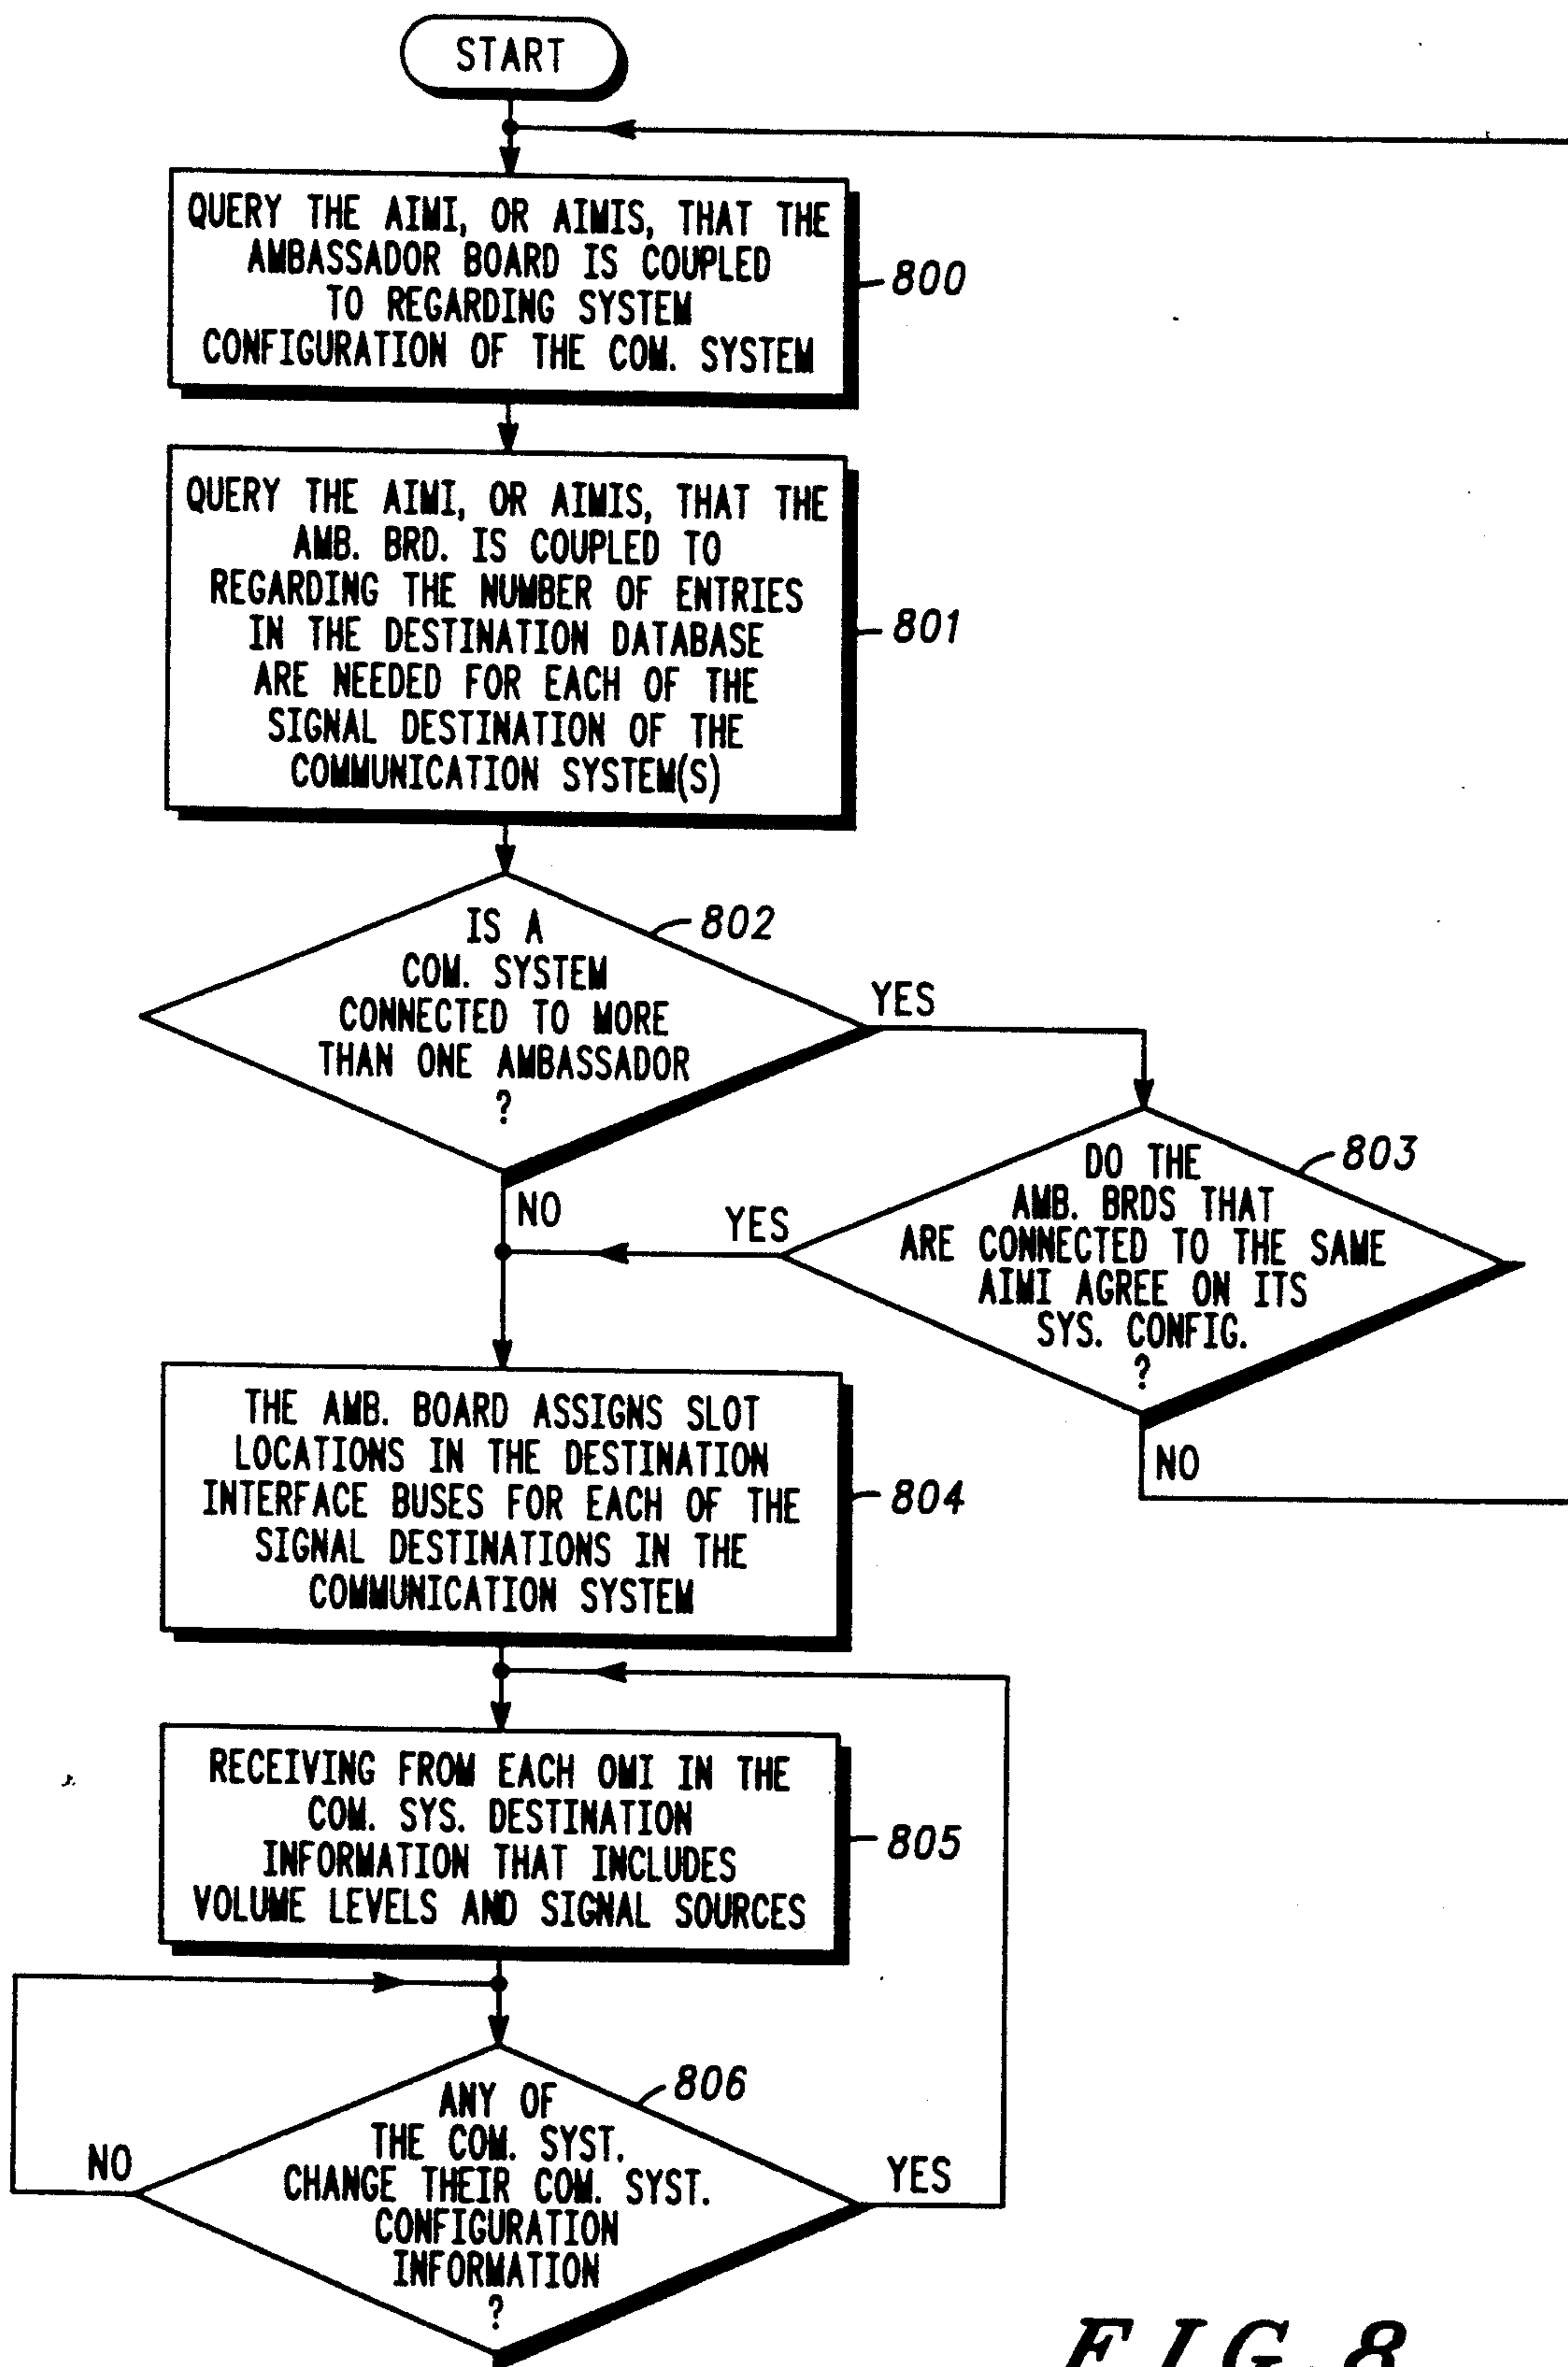 START
QUERY THE AIMI, OR AIMIS, THAT THE
AMBASSADOR BOARD IS COUPLED
TO REGARDING SYSTEM
CONFIGURATION OF THE COM. SYSTEM
800
QUERY THE AIMI, OR AIMIS, THAT THE
AMB. BRD. IS COUPLED TO
REGARDING THE NUMBER OF ENTRIES
IN THE DESTINATION DATABASE
ARE NEEDED FOR EACH OF THE
SIGNAL DESTINATION OF THE
COMMUNICATION SYSTEM(S)
801
IS A
COM. SYSTEM
CONNECTED TO MORE
THAN ONE AMBASSADOR
?
802
YES
NO
DO THE
AMB. BRDS THAT
ARE CONNECTED TO THE SAME
AIMI AGREE ON ITS
SYS. CONFIG.
?
803
YES
NO
THE AMB. BOARD ASSIGNS SLOT
LOCATIONS IN THE DESTINATION
INTERFACE BUSES FOR EACH OF THE
SIGNAL DESTINATIONS IN THE
COMMUNICATION SYSTEM
804
RECEIVING FROM EACH OMI IN THE
COM. SYS. DESTINATION
INFORMATION THAT INCLUDES
VOLUME LEVELS AND SIGNAL SOURCES
805
ANY OF
THE COM. SYST.
CHANGE THEIR COM. SYST.
CONFIGURATION
INFORMATION
?
806
NO
YES
FIG. 8